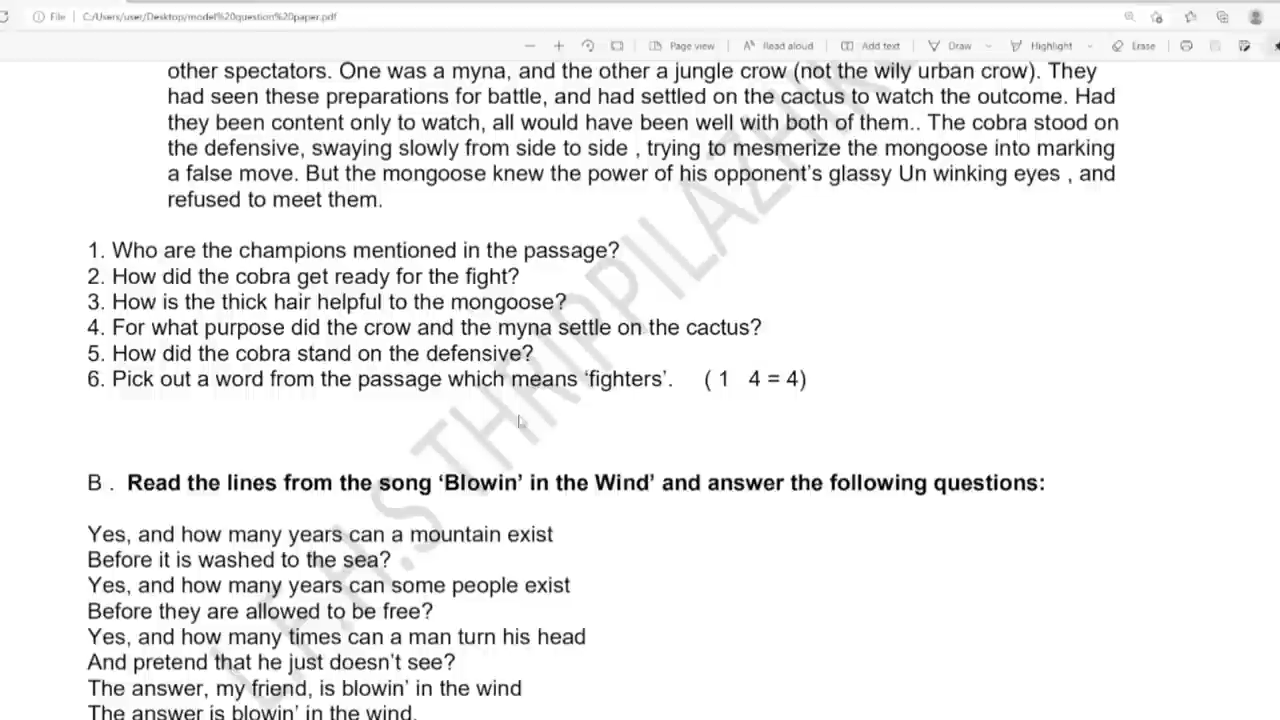 File C:/Users/user/Desktop/model%20question%20paper.pdf
Page view Read aloud Add text Draw Highlight Erase
other spectators. One was a myna, and the other a jungle crow (not the wily urban crow). They
had seen these preparations for battle, and had settled on the cactus to watch the outcome. Had
they been content only to watch, all would have been well with both of them.. The cobra stood on
the defensive, swaying slowly from side to side , trying to mesmerize the mongoose into marking
a false move. But the mongoose knew the power of his opponent's glassy Un winking eyes , and
refused to meet them.
1. Who are the champions mentioned in the passage?
2. How did the cobra get ready for the fight?
3. How is the thick hair helpful to the mongoose?
4. For what purpose did the crow and the myna settle on the cactus?
5. How did the cobra stand on the defensive?
6. Pick out a word from the passage which means ‘fighters’. ( 1 4 = 4)
B . Read the lines from the song ‘Blowin’ in the Wind’ and answer the following questions:
Yes, and how many years can a mountain exist
Before it is washed to the sea?
Yes, and how many years can some people exist
Before they are allowed to be free?
Yes, and how many times can a man turn his head
And pretend that he just doesn’t see?
The answer, my friend, is blowin’ in the wind
The answer is blowin’ in the wind.
L.F.H.S THRIPPILAZHIK